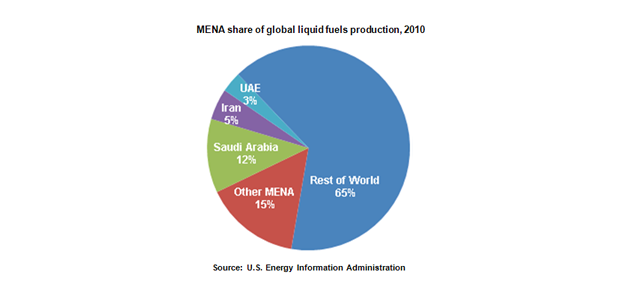 MENA share of global liquid fuels production, 2010
UAE
3%
Iran
5%
Saudi Arabia
12%
Rest of World
65%
Other MENA
15%
Source: U.S. Energy Information Administration